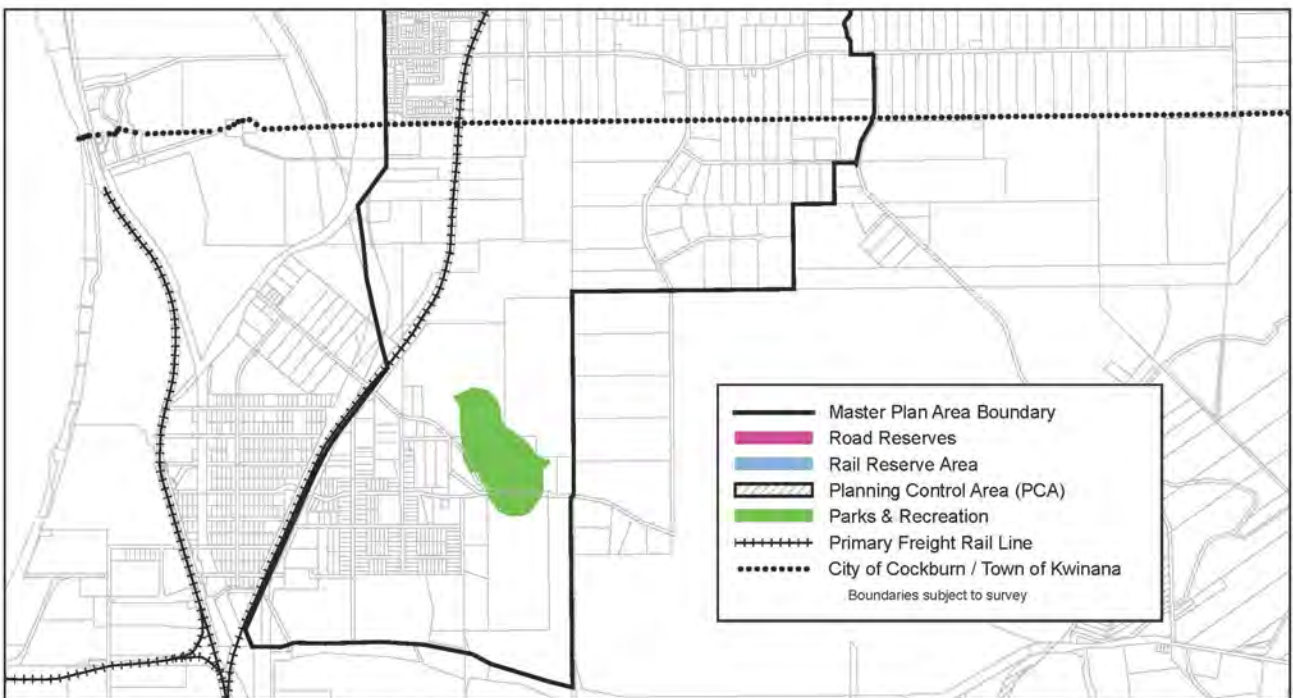 Master Plan Area Boundary
Road Reserves
Rail Reserve Area
Planning Control Area (PCA)
Parks & Recreation
Primary Freight Rail Line
City of Cockburn / Town of Kwinana
Boundaries subject to survey